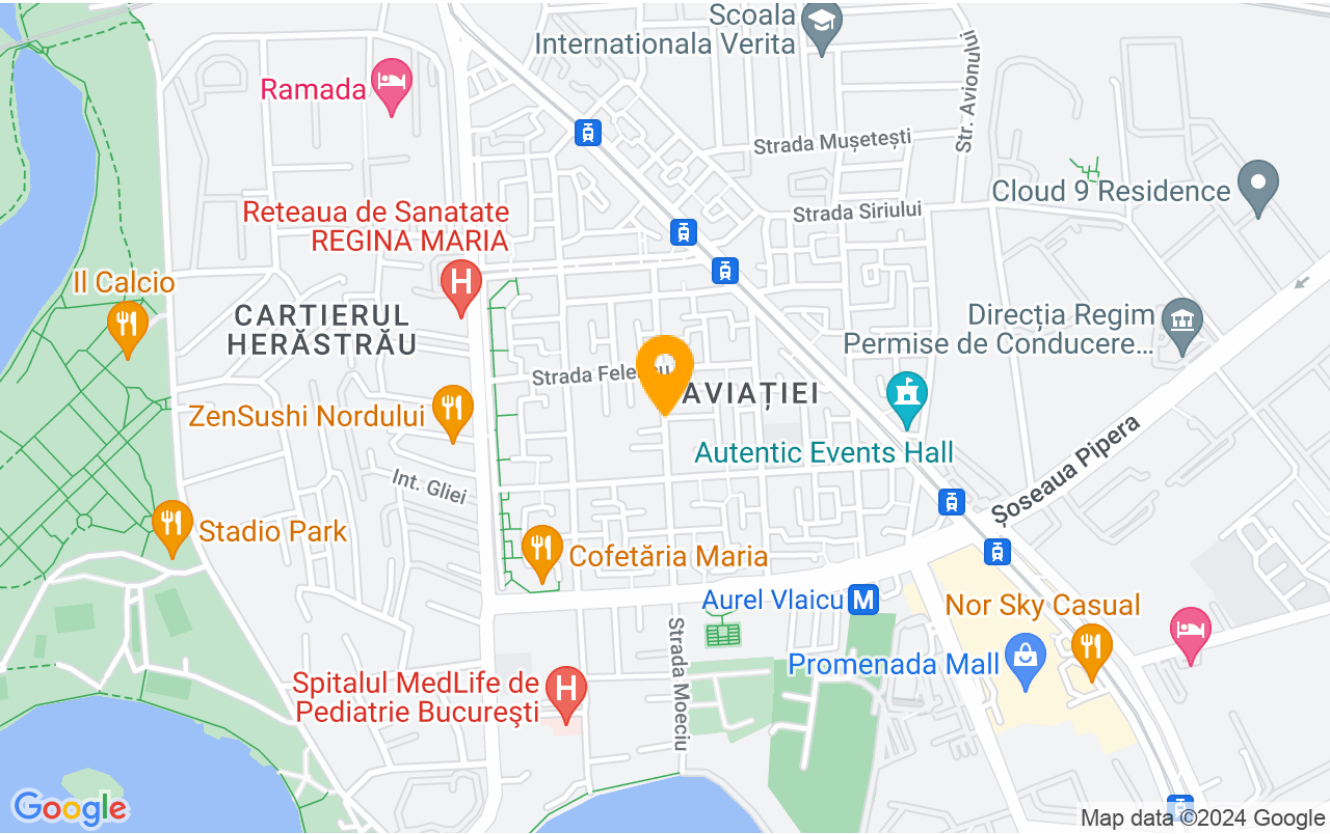 Scoala
Internationala Verita
Ramada
Str. Avionului
Strada Mușetești
Cloud 9 Residence
Reteaua de Sanatate
REGINA MARIA
Strada Siriului
Il Calcio
CARTIERUL
HERĂSTRĂU
Direcția Regim
Permise de Conducere...
Strada
AVIAȚIEI
ZenSushi Nordului
Autentic Events Hall
Int. Gliei
Șoseaua Pipera
Stadio Park
Cofetăria Maria
Aurel Vlaicu M
Nor Sky Casual
Strada Moeciu
Promenada Mall
Spitalul MedLife de
Pediatrie Bucureşti
Google
Map data ©2024 Google